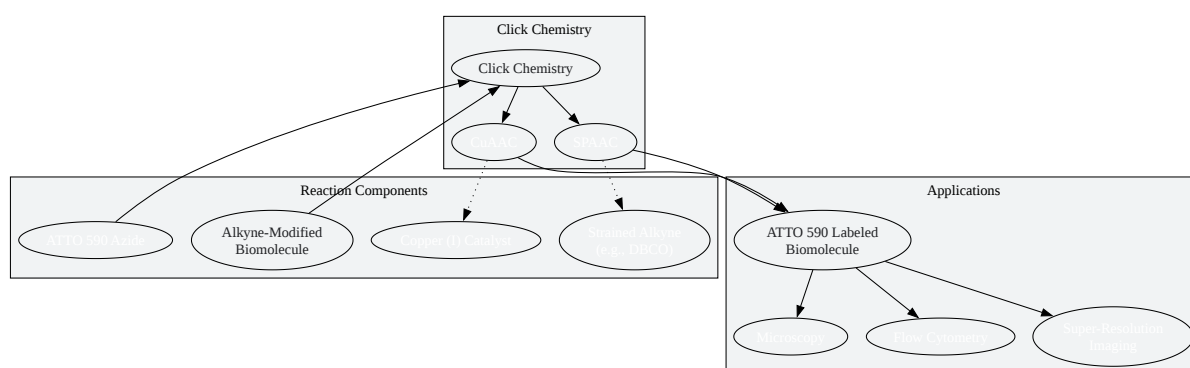 Click Chemistry
Click Chemistry
CuAAC
SPAAC
Reaction Components
ATTO 590 Azide
Alkyne-Modified
Biomolecule
Copper (I) Catalyst
Strained Alkyne
(e.g., DBCO)
Applications
ATTO 590 Labeled
Biomolecule
Microscopy
Flow Cytometry
Super-Resolution
Imaging